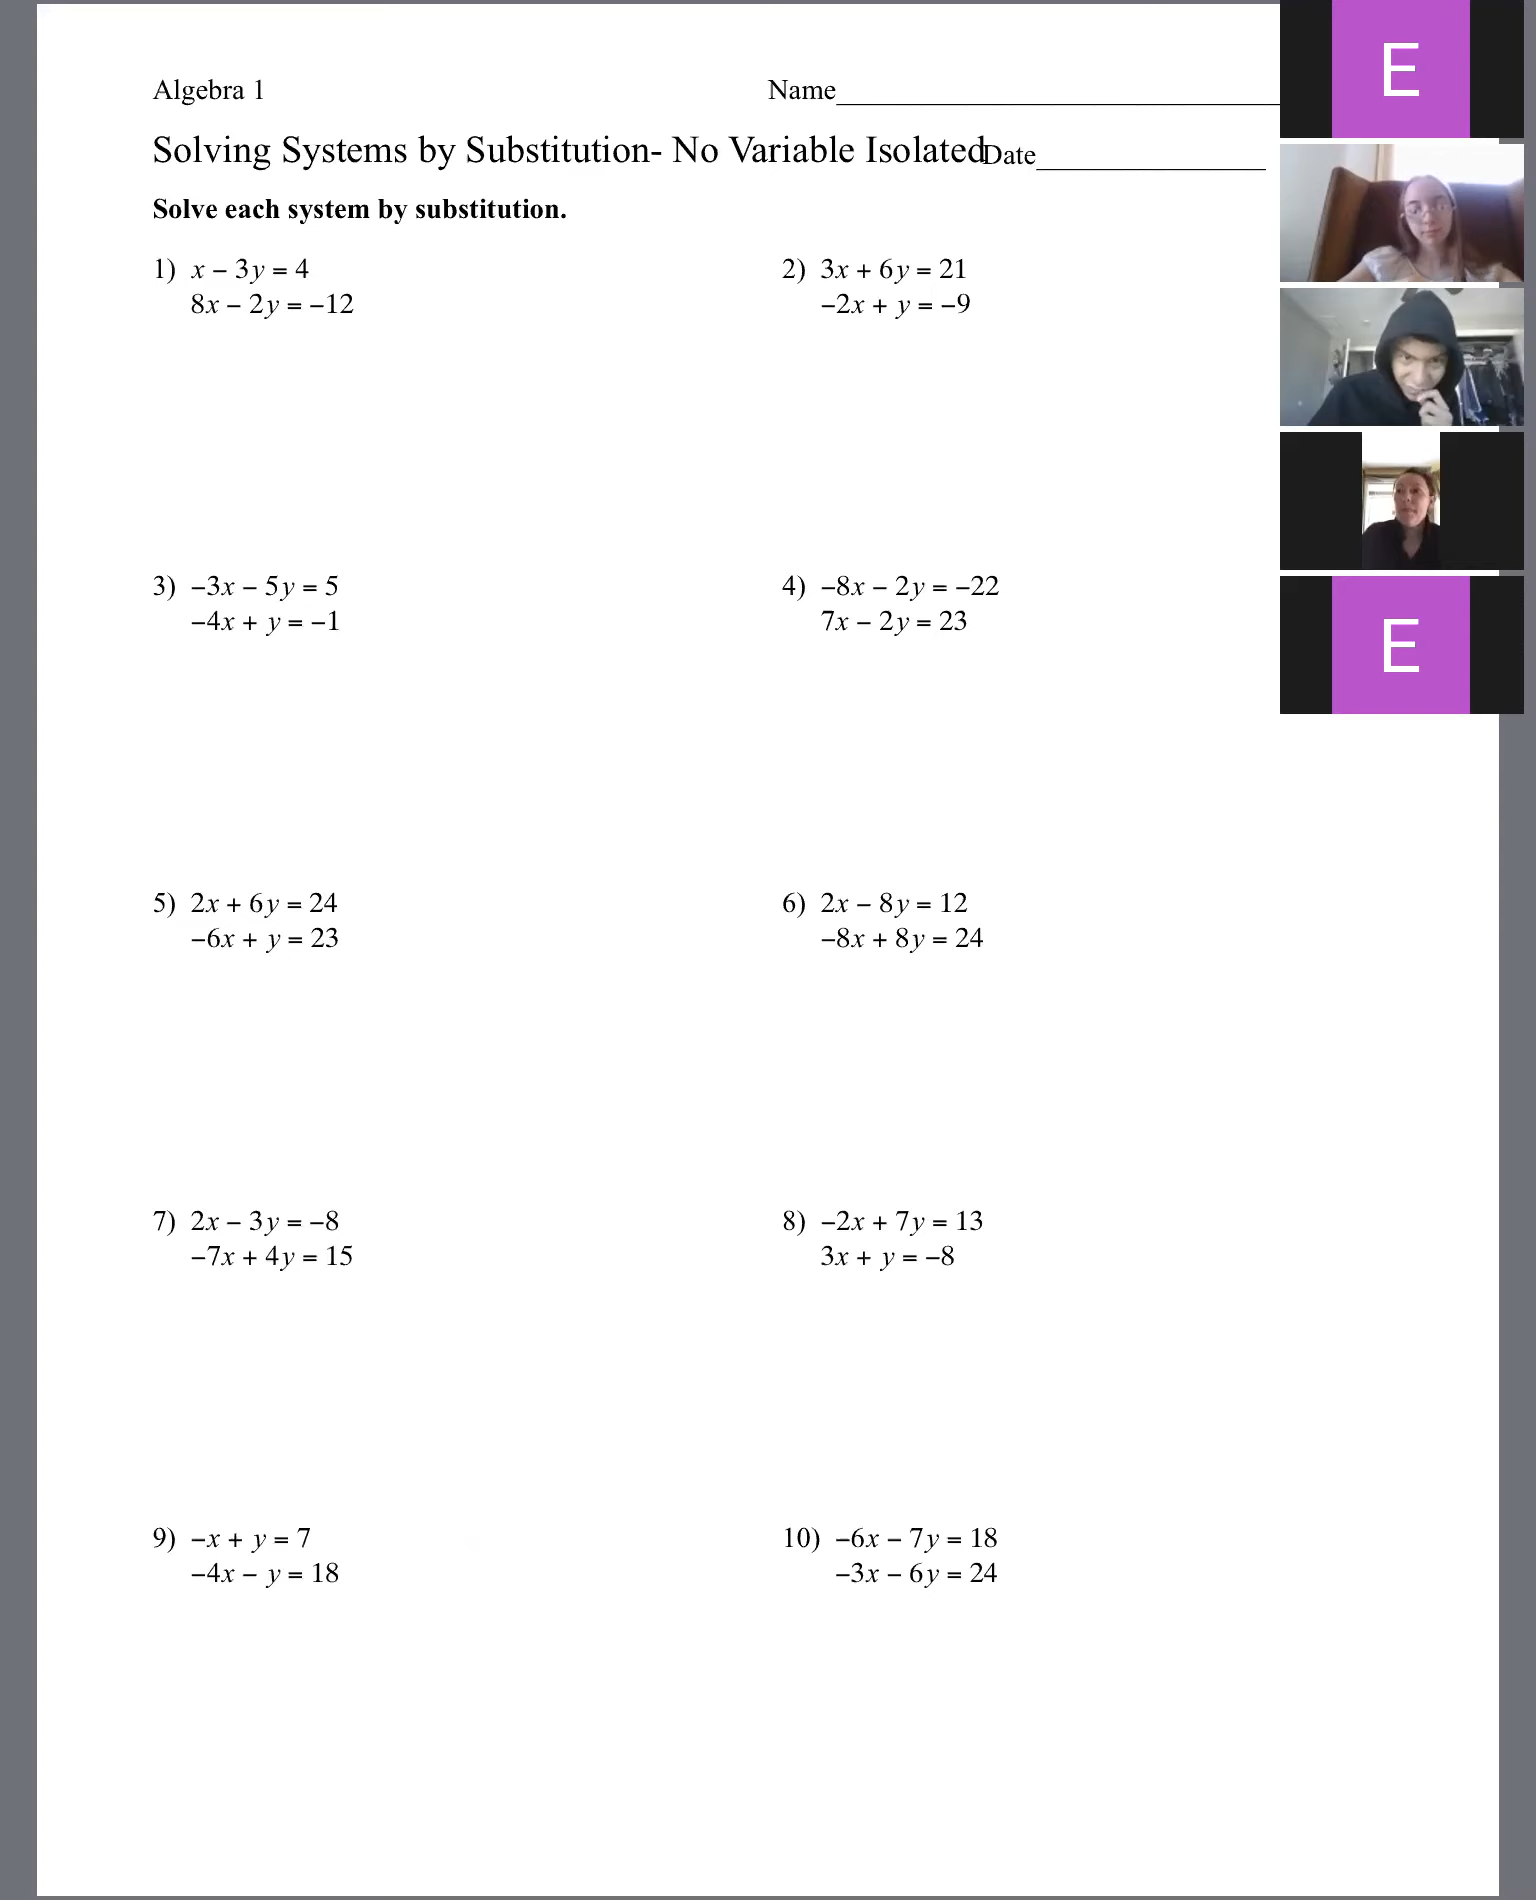 Algebra 1
Name________________________________
Solving Systems by Substitution- No Variable Isolated
Date________________
Solve each system by substitution.
1) x − 3y = 4
8x − 2y = −12
2) 3x + 6y = 21
−2x + y = −9
3) −3x − 5y = 5
−4x + y = −1
4) −8x − 2y = −22
7x − 2y = 23
5) 2x + 6y = 24
−6x + y = 23
6) 2x − 8y = 12
−8x + 8y = 24
7) 2x − 3y = −8
−7x + 4y = 15
8) −2x + 7y = 13
3x + y = −8
9) −x + y = 7
−4x − y = 18
10) −6x − 7y = 18
−3x − 6y = 24
E
E